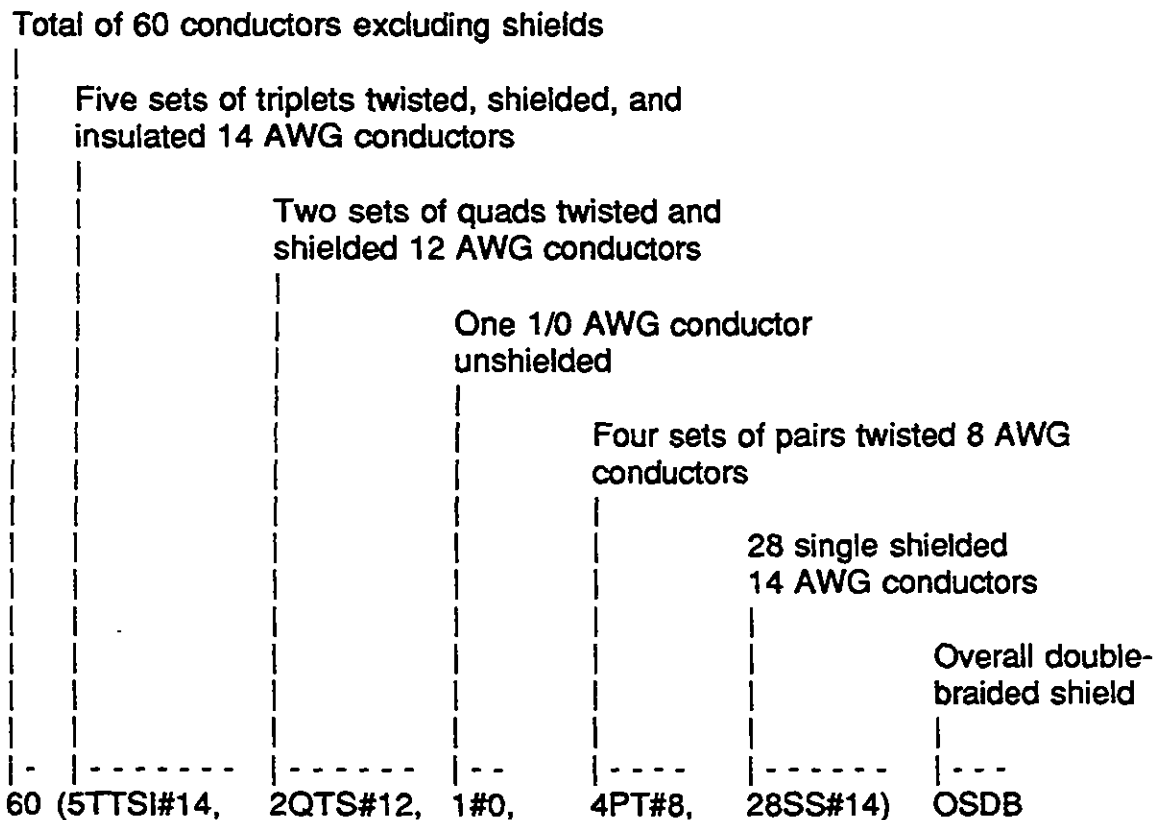 Total of 60 conductors excluding shields
Five sets of triplets twisted, shielded, and
insulated 14 AWG conductors
Two sets of quads twisted and
shielded 12 AWG conductors
One 1/0 AWG conductor
unshielded
Four sets of pairs twisted 8 AWG
conductors
28 single shielded
14 AWG conductors
Overall double-
braided shield
60 (5TTSI#14, 2QTS#12, 1#0, 4PT#8, 28SS#14) OSDB